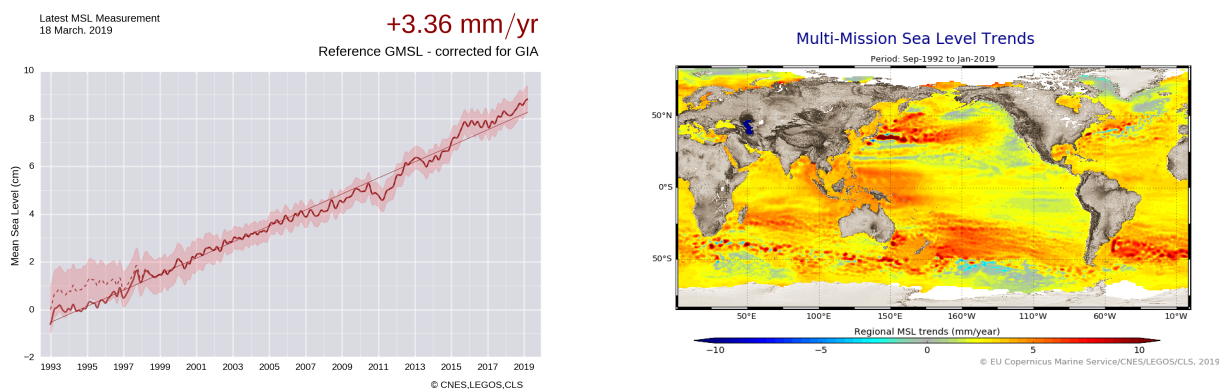 Latest MSL Measurement
18 March. 2019
+3.36 mm/yr
Reference GMSL - corrected for GIA
10
8
6
4
2
0
−2
Mean Sea Level (cm)
1993 1995 1997 1999 2001 2003 2005 2007 2009 2011 2013 2015 2017 2019
© CNES,LEGOS,CLS
Multi-Mission Sea Level Trends
Period: Sep-1992 to Jan-2019
50°N
0°S
50°S
50°E 100°E 150°E 160°W 110°W 60°W 10°W
Regional MSL trends (mm/year)
−10 −5 0 5 10
© EU Copernicus Marine Service/CNES/LEGOS/CLS, 2019